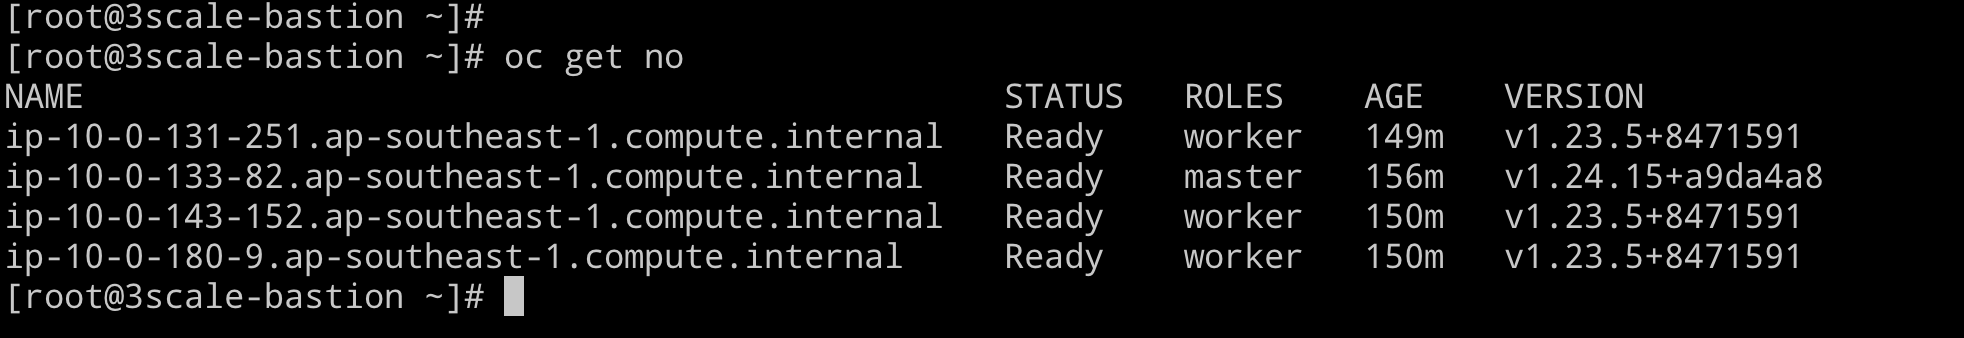 [root@3scale-bastion ~]#
[root@3scale-bastion ~]# oc get no
NAME                                              STATUS   ROLES    AGE    VERSION
ip-10-0-131-251.ap-southeast-1.compute.internal   Ready    worker   149m   v1.23.5+8471591
ip-10-0-133-82.ap-southeast-1.compute.internal    Ready    master   156m   v1.24.15+a9da4a8
ip-10-0-143-152.ap-southeast-1.compute.internal   Ready    worker   150m   v1.23.5+8471591
ip-10-0-180-9.ap-southeast-1.compute.internal     Ready    worker   150m   v1.23.5+8471591
[root@3scale-bastion ~]#